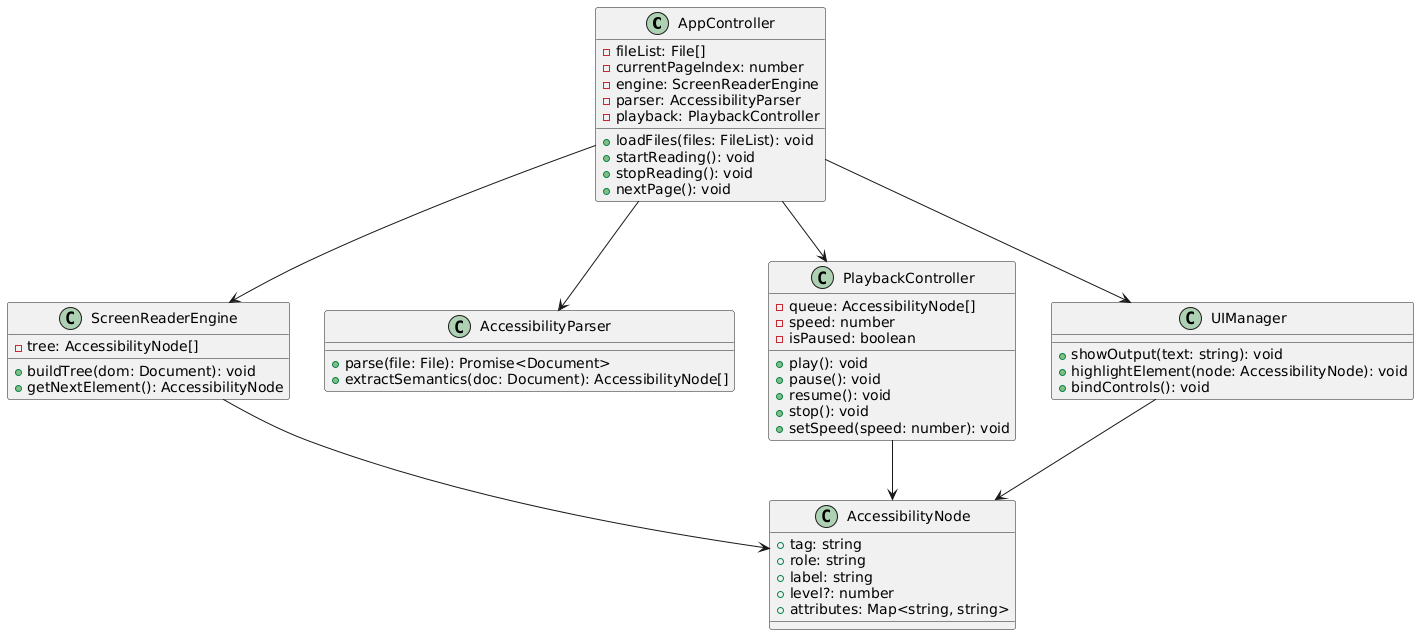 C AppController
fileList: File[]
currentPageIndex: number
engine: ScreenReaderEngine
parser: AccessibilityParser
playback: PlaybackController
loadFiles(files: FileList): void
startReading(): void
stopReading(): void
nextPage(): void
C ScreenReaderEngine
tree: AccessibilityNode[]
buildTree(dom: Document): void
getNextElement(): AccessibilityNode
C AccessibilityParser
parse(file: File): Promise<Document>
extractSemantics(doc: Document): AccessibilityNode[]
C PlaybackController
queue: AccessibilityNode[]
speed: number
isPaused: boolean
play(): void
pause(): void
resume(): void
stop(): void
setSpeed(speed: number): void
C UIManager
showOutput(text: string): void
highlightElement(node: AccessibilityNode): void
bindControls(): void
C AccessibilityNode
tag: string
role: string
label: string
level?: number
attributes: Map<string, string>